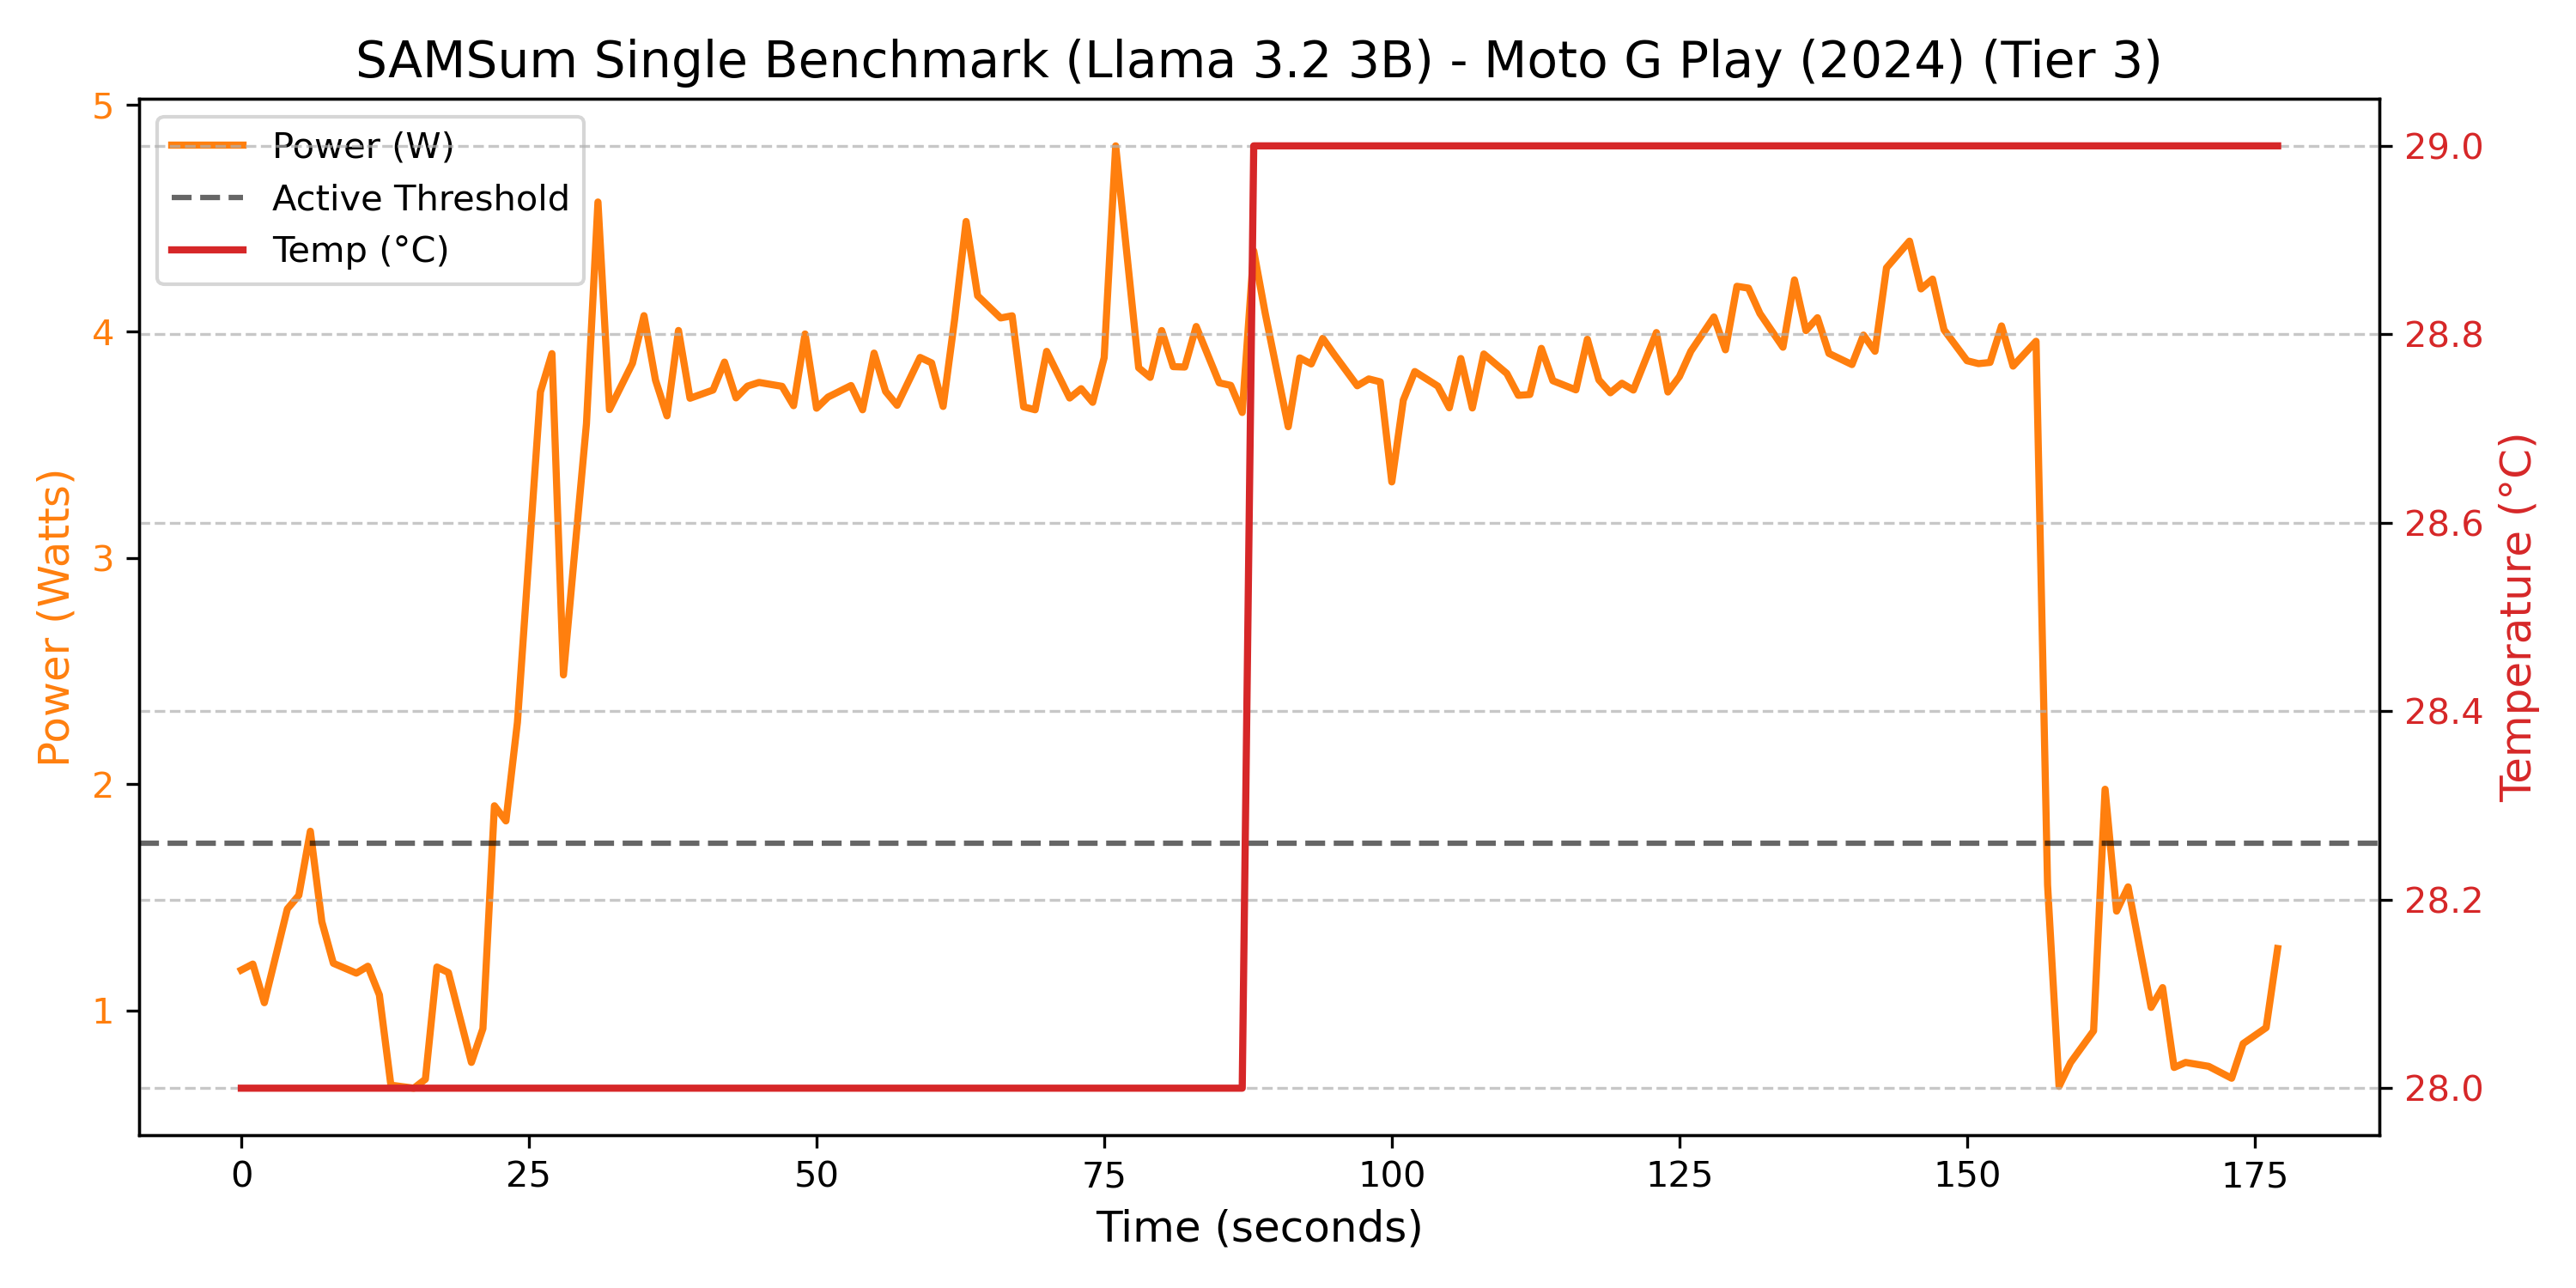 SAMSum Single Benchmark (Llama 3.2 3B) - Moto G Play (2024) (Tier 3)
Power (W)
Active Threshold
Temp (°C)
Power (Watts)
5
4
3
2
1
29.0
28.8
28.6
28.4
28.2
28.0
Temperature (°C)
0 25 50 75 100 125 150 175
Time (seconds)